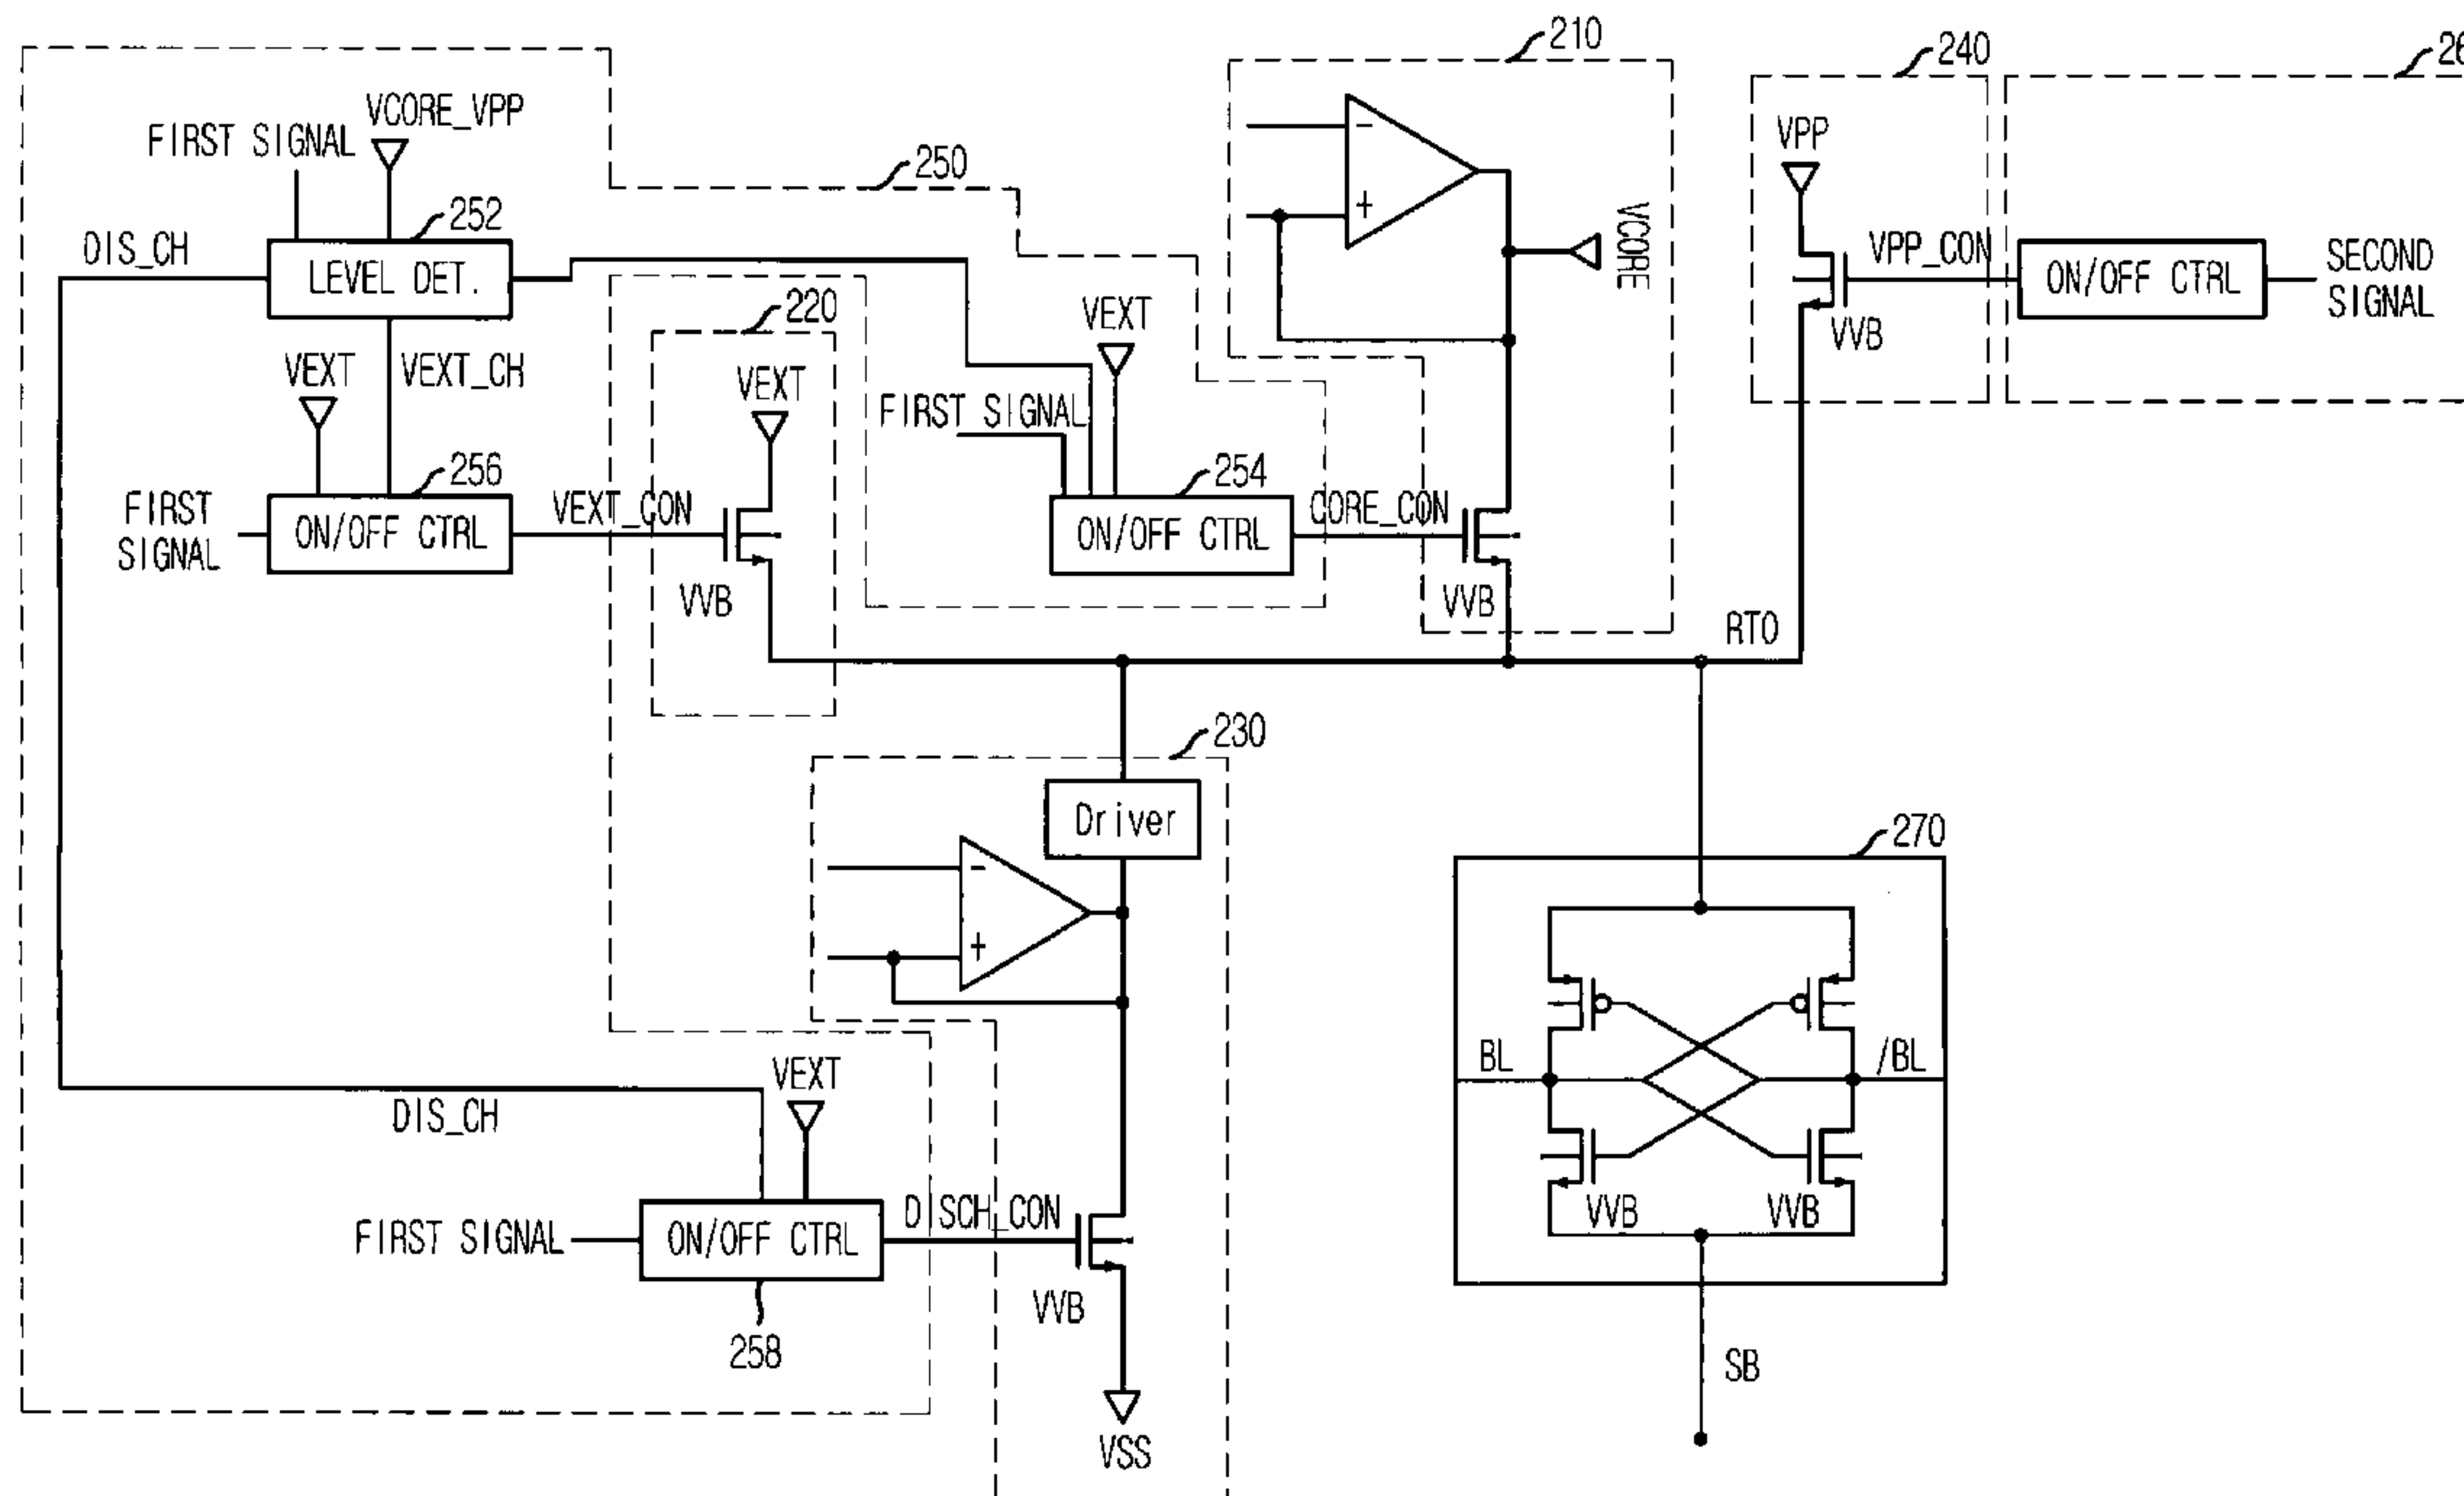 210
240
26
VCORE_VPP
FIRST SIGNAL
250
VPP
252
DIS_CH
LEVEL DET.
VCORE
VPP_CON
ON/OFF CTRL
SECOND
SIGNAL
220
VEXT
VVB
VEXT
VEXT_CH
VEXT
FIRST SIGNAL
256
254
FIRST
SIGNAL
ON/OFF CTRL
VEXT_CON
ON/OFF CTRL
CORE_CON
VVB
VVB
RTO
230
Driver
-
+
-
+
270
BL
/BL
VEXT
DIS_CH
VVB
VVB
FIRST SIGNAL
ON/OFF CTRL
DISCH_CON
VVB
258
SB
VSS